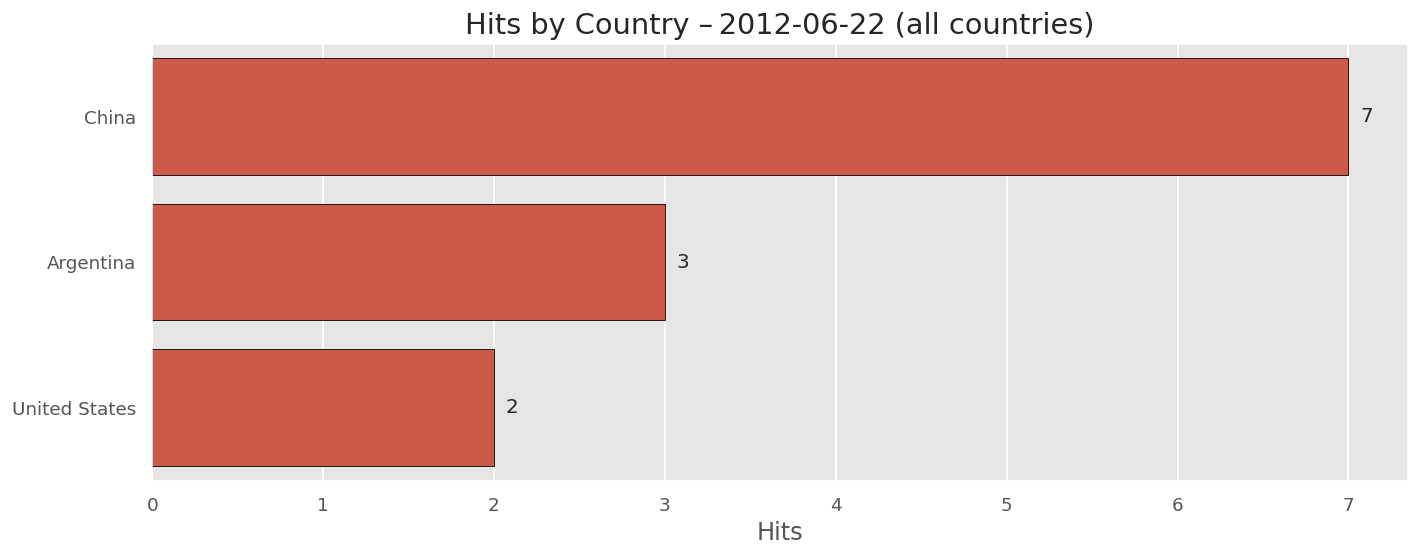 Hits by Country – 2012-06-22 (all countries)
China
7
Argentina
3
United States
2
0 1 2 3 4 5 6 7
Hits